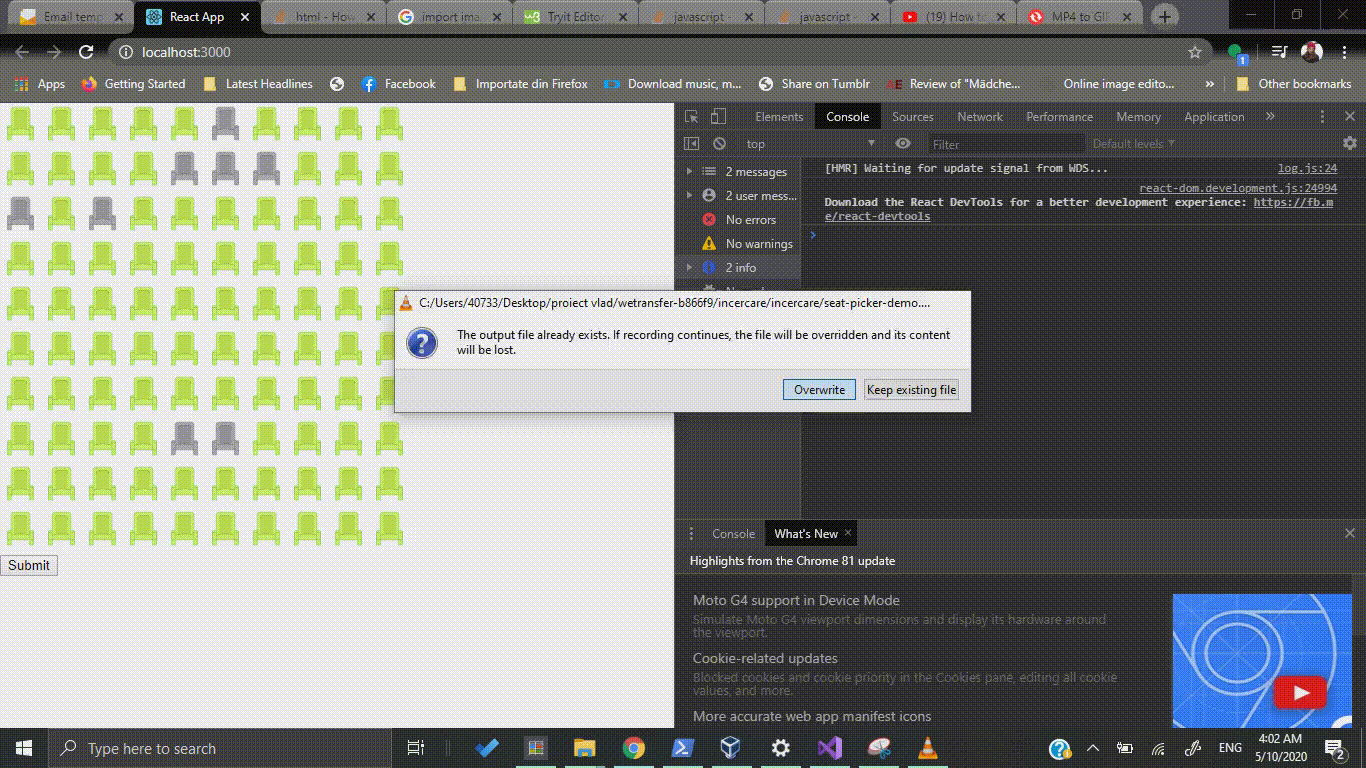 Email temp
React App
html - How
import ima
Tryit Editor
javascript
javascript
(19) How to
MP4 to GI
localhost:3000
1
Apps
Getting Started
Latest Headlines
Facebook
Importate din Firefox
Download music, m...
Share on Tumblr
AE
Review of "Mädche...
Online image edito...
»
Other bookmarks
Elements
Console
Sources
Network
Performance
Memory
Application
»
top
Filter
Default levels
2 messages
2 user mess...
No errors
No warnings
2 info
[HMR] Waiting for update signal from WDS...
log.js:24
react-dom.development.js:24994
Download the React DevTools for a better development experience: https://fb.m
e/react-devtools
C:/Users/40733/Desktop/proiect vlad/wetransfer-b866f9/incercare/incercare/seat-picker-demo....
The output file already exists. If recording continues, the file will be overridden and its content
will be lost.
Overwrite
Keep existing file
Submit
Console
What's New
Highlights from the Chrome 81 update
Moto G4 support in Device Mode
Simulate Moto G4 viewport dimensions and display its hardware around
the viewport.
Cookie-related updates
Blocked cookies and cookie priority in the Cookies pane, editing all cookie
values, and more.
More accurate web app manifest icons
Type here to search
ENG
4:02 AM
5/10/2020
2